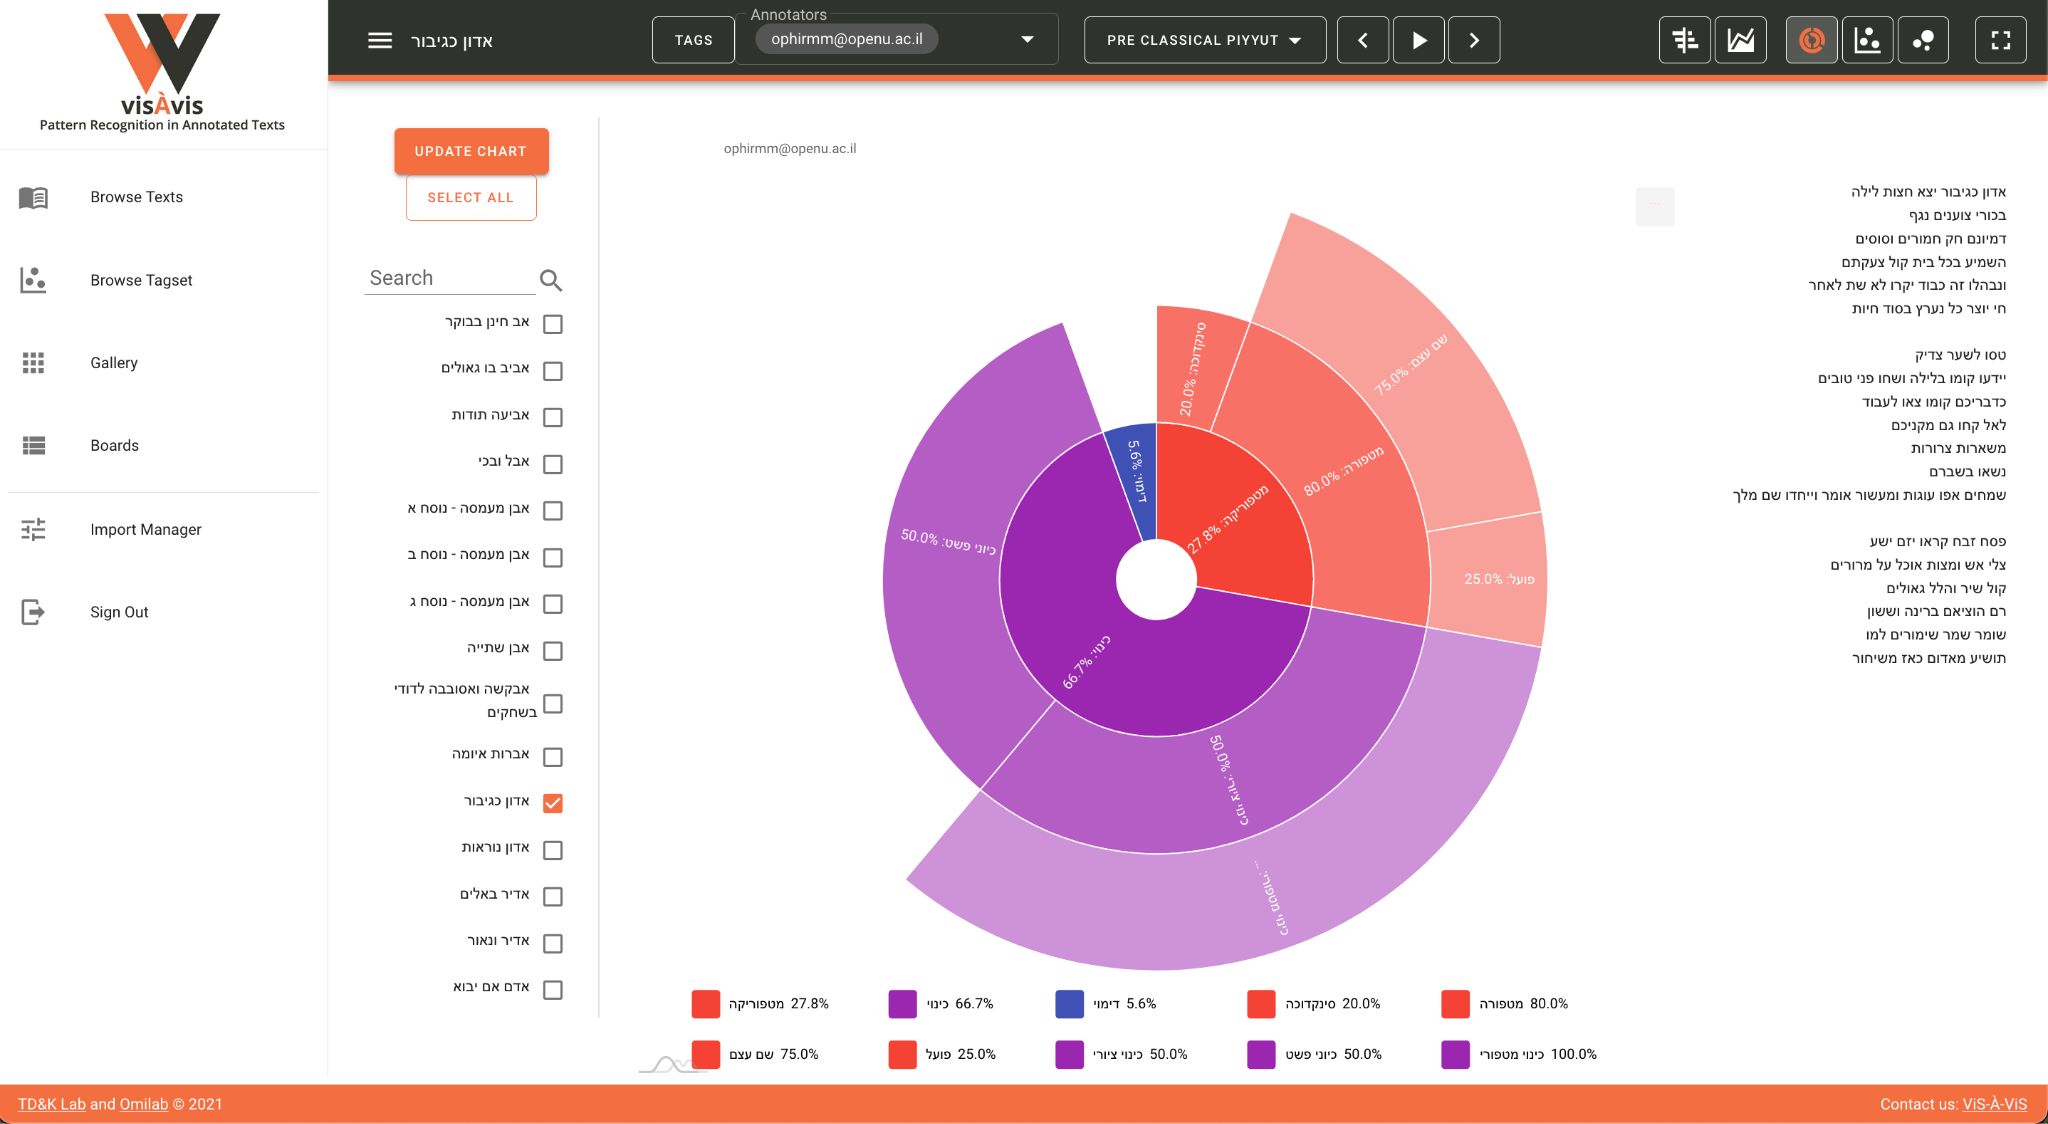 visÀvis
Pattern Recognition in Annotated Texts
Browse Texts
Browse Tagset
Gallery
Boards
Import Manager
Sign Out
אדון כגיבור
TAGS
Annotators
ophirmm@openu.ac.il
PRE CLASSICAL PIYYUT
UPDATE CHART
SELECT ALL
Search
אב חינן בבוקר
אביב בו גאולים
אביעה תודות
אבל ובכי
אבן מעמסה - נוסח א
אבן מעמסה - נוסח ב
אבן מעמסה - נוסח ג
אבן שתייה
אבקשה ואסובבה לדודי
בשחקים
אברות איומה
אדון כגיבור
אדון נוראות
אדיר באלים
אדיר ונאור
אדם אם יבוא
ophirmm@openu.ac.il
סינקדוכה: 20.0%
שם עצם: 75.0%
מטפורה: 80.0%
פועל: 25.0%
מטפוריקה: 27.8%
דימוי: 5.6%
כיוני פשט: 50.0%
כינוי: 66.7%
כינוי ציורי: 50.0%
כינוי מטפורי: ...
...
אדון כגיבור יצא חצות לילה
בכורי צוענים נגף
דמיונם חק חמורים וסוסים
השמיע בכל בית קול צעקתם
ונבהלו זה כבוד יקרו לא שת לאחר
חי יוצר כל נערץ בסוד חיות
טסו לשער צדיק
יידעו קומו בלילה ושחו פני טובים
כדבריכם קומו צאו לעבוד
לאל קחו גם מקניכם
משארות צרורות
נשאו בשברם
שמחים אפו עוגות ומעשור אומר וייחדו שם מלך
פסח זבח קראו יזם ישע
צלי אש ומצות אוכל על מרורים
קול שיר והלל גאולים
רם הוציאם ברינה וששון
שומר שמר שימורים למו
תושיע מאדום כאז משיחור
מטפוריקה 27.8%
כינוי 66.7%
דימוי 5.6%
סינקדוכה 20.0%
מטפורה 80.0%
שם עצם 75.0%
פועל 25.0%
כינוי ציורי 50.0%
כיוני פשט 50.0%
כינוי מטפורי 100.0%
TD&K Lab and Omilab © 2021
Contact us: ViS-À-ViS